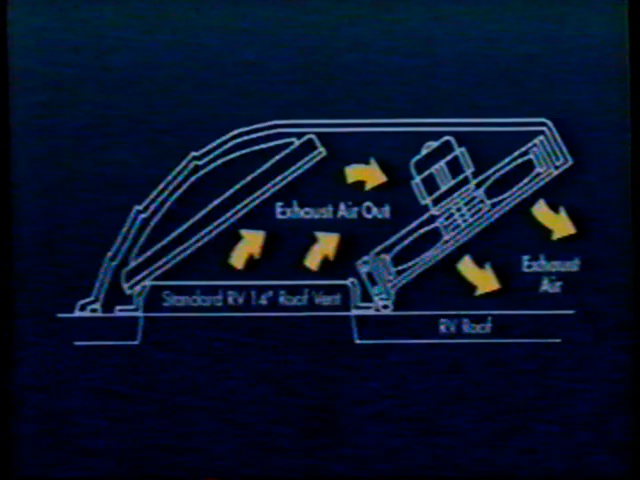 Exhaust Air Out
Exhaust
Air
Standard RV 14" Roof Vent
RV Roof